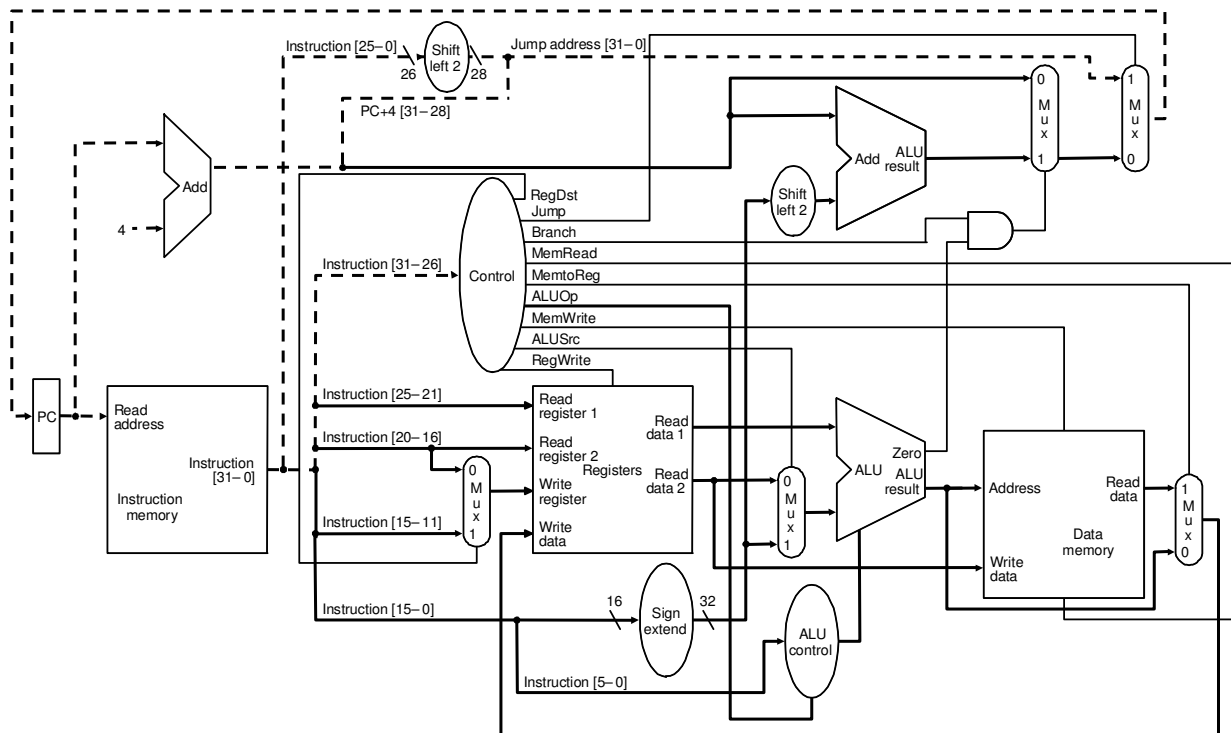 Instruction [25–0]
Shift
left 2
Jump address [31–0]
26
28
PC+4 [31–28]
Add
4
0
M
u
x
1
1
M
u
x
0
Add
ALU
result
Shift
left 2
RegDst
Jump
Branch
MemRead
MemtoReg
ALUOp
MemWrite
ALUSrc
RegWrite
Control
Instruction [31–26]
PC
Read
address
Instruction
[31–0]
Instruction
memory
Instruction [25–21]
Instruction [20–16]
Instruction [15–11]
Instruction [15–0]
Instruction [5–0]
0
M
u
x
1
Read
register 1
Read
register 2
Write
register
Write
data
Registers
Read
data 1
Read
data 2
0
M
u
x
1
Zero
ALU
ALU
result
Address
Write
data
Read
data
Data
memory
1
M
u
x
0
16
Sign
extend
32
ALU
control